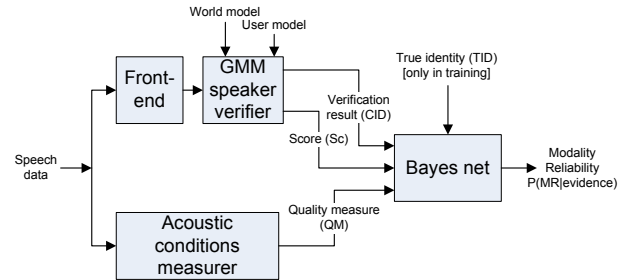 World model
User model
Front-
end
GMM
speaker
verifier
True identity (TID)
[only in training]
Verification
result (CID)
Score (Sc)
Speech
data
Bayes net
Modality
Reliability
P(MR|evidence)
Quality measure
(QM)
Acoustic
conditions
measurer